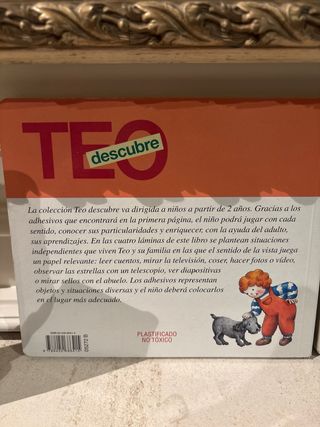 TEO
descubre
La colección Teo descubre va dirigida a niños a partir de 2 años. Gracias a los
adhesivos que encontrará en la primera página, el niño podrá jugar con cada
sentido, conocer sus particularidades y enriquecer, con la ayuda del adulto,
sus aprendizajes. En las cuatro láminas de este libro se plantean situaciones
independientes que viven Teo y su familia en las que el sentido de la vista juega
un papel relevante: leer cuentos, mirar la televisión, coser, hacer fotos o vídeo,
observar las estrellas con un telescopio, ver diapositivas
o mirar sellos con el abuelo. Los adhesivos representan
objetos y situaciones diversas y el niño deberá colocarlos
en el lugar más adecuado.
PLASTIFICADO
NO TÓXICO